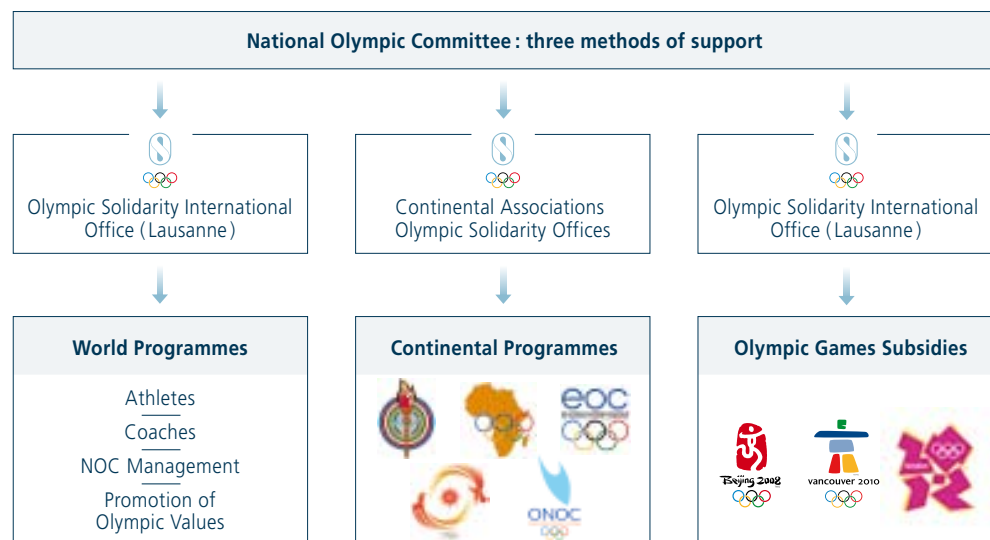 National Olympic Committee : three methods of support
Olympic Solidarity International
Office (Lausanne)
Continental Associations
Olympic Solidarity Offices
Olympic Solidarity International
Office (Lausanne)
World Programmes
Athletes
Coaches
NOC Management
Promotion of
Olympic Values
Continental Programmes
eoc
ONOC
Olympic Games Subsidies
Beijing 2008
vancouver 2010